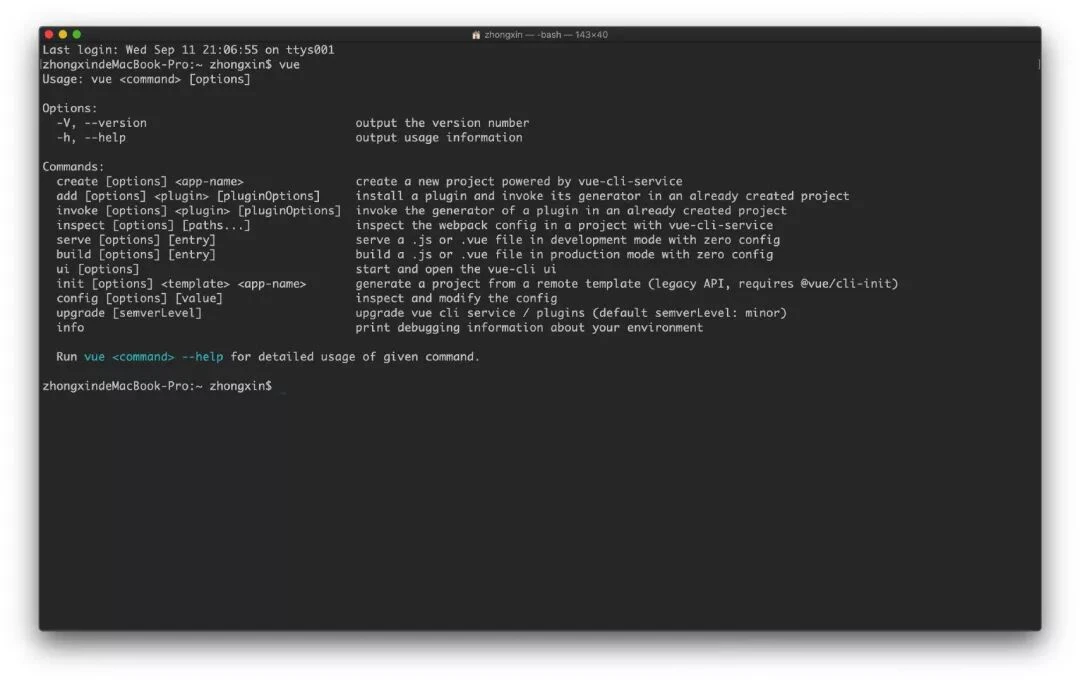 zhongxin — -bash — 143×40
Last login: Wed Sep 11 21:06:55 on ttys001
zhongxindeMacBook-Pro:~ zhongxin$ vue
Usage: vue <command> [options]
Options:
-V, --version output the version number
-h, --help output usage information
Commands:
create [options] <app-name> create a new project powered by vue-cli-service
add [options] <plugin> [pluginOptions] install a plugin and invoke its generator in an already created project
invoke [options] <plugin> [pluginOptions] invoke the generator of a plugin in an already created project
inspect [options] [paths...] inspect the webpack config in a project with vue-cli-service
serve [options] [entry] serve a .js or .vue file in development mode with zero config
build [options] [entry] build a .js or .vue file in production mode with zero config
ui [options] start and open the vue-cli ui
init [options] <template> <app-name> generate a project from a remote template (legacy API, requires @vue/cli-init)
config [options] [value] inspect and modify the config
upgrade [semverLevel] upgrade vue cli service / plugins (default semverLevel: minor)
info print debugging information about your environment
Run vue <command> --help for detailed usage of given command.
zhongxindeMacBook-Pro:~ zhongxin$